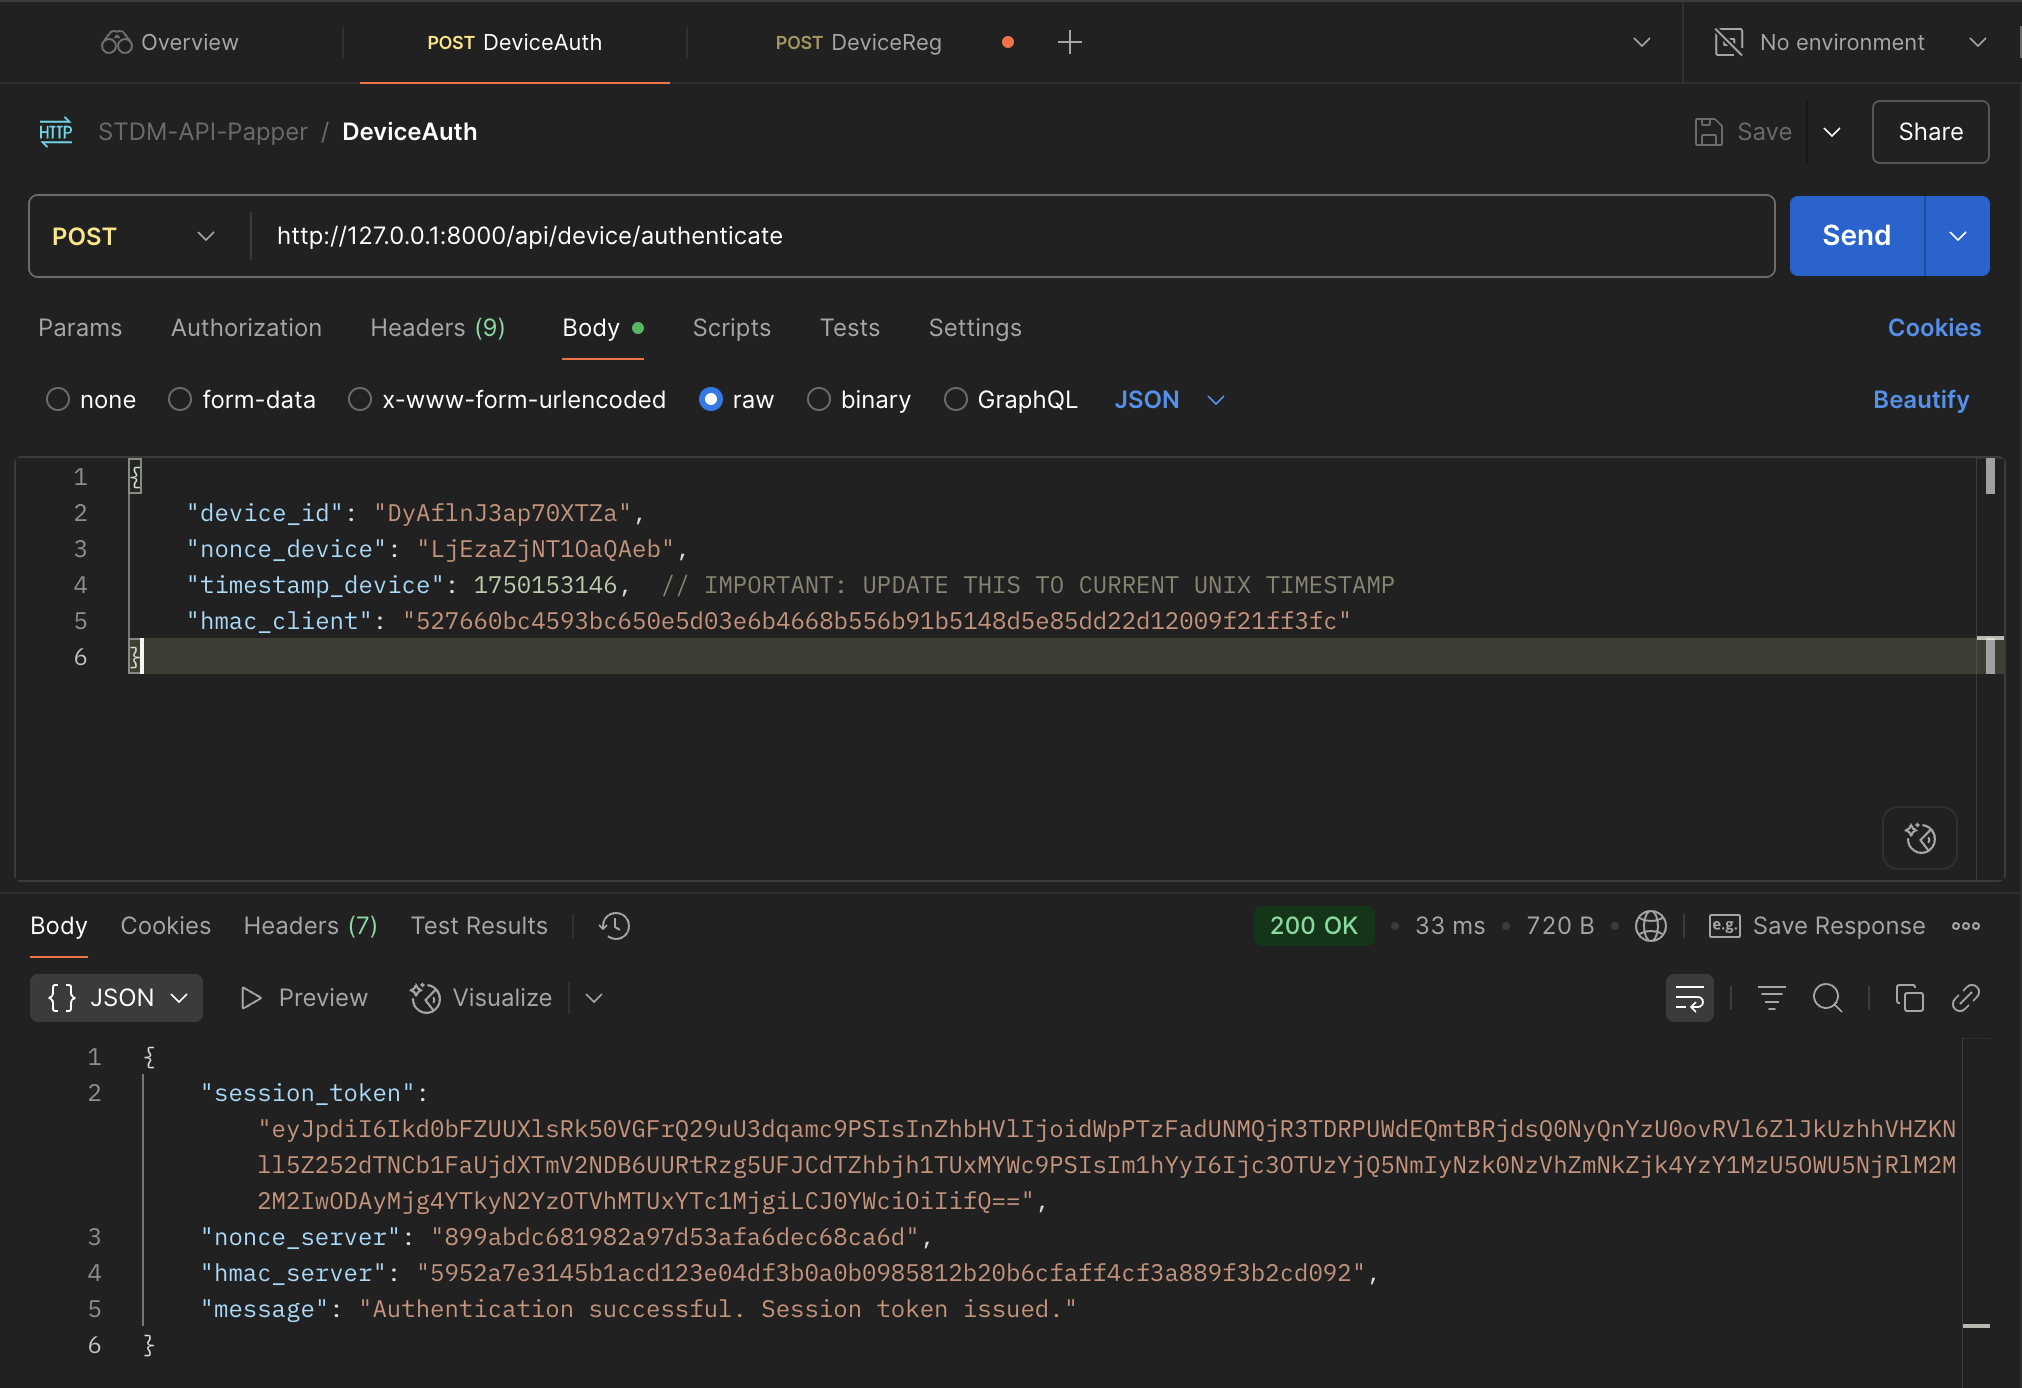 Overview
POST DeviceAuth
POST DeviceReg
No environment
HTTP STDM-API-Papper / DeviceAuth
Save
Share
POST
http://127.0.0.1:8000/api/device/authenticate
Send
Params
Authorization
Headers (9)
Body
Scripts
Tests
Settings
Cookies
none
form-data
x-www-form-urlencoded
raw
binary
GraphQL
JSON
Beautify
1 {
2 "device_id": "DyAflnJ3ap70XTZa",
3 "nonce_device": "LjEzaZjNT1OaQAeb",
4 "timestamp_device": 1750153146, // IMPORTANT: UPDATE THIS TO CURRENT UNIX TIMESTAMP
5 "hmac_client": "527660bc4593bc650e5d03e6b4668b556b91b5148d5e85dd22d12009f21ff3fc"
6 }
Body
Cookies
Headers (7)
Test Results
200 OK
33 ms
720 B
e.g. Save Response
{} JSON
Preview
Visualize
1 {
2 "session_token":
"eyJpdiI6Ikd0bFZUUXlsRk50VGFrQ29uU3dqamc9PSIsInZhbHVlIjoidWpPTzFadUNMQjR3TDRPUWdEQmtBRjdsQ0NyQnYzU0ovRVl6ZlJkUzhhVHZKN
ll5Z252dTNCb1FaUjdXTmV2NDB6UURtRzg5UFJCdTZhbjh1TUxMYWc9PSIsIm1hYyI6Ijc3OTUzYjQ5NmIyNzk0NzVhZmNkZjk4YzY1MzU5OWU5NjRlM2M
2M2IwODAyMjg4YTkyN2YzOTVhMTUxYTc1MjgiLCJ0YWciOiIifQ==",
3 "nonce_server": "899abdc681982a97d53afa6dec68ca6d",
4 "hmac_server": "5952a7e3145b1acd123e04df3b0a0b0985812b20b6cfaff4cf3a889f3b2cd092",
5 "message": "Authentication successful. Session token issued."
6 }